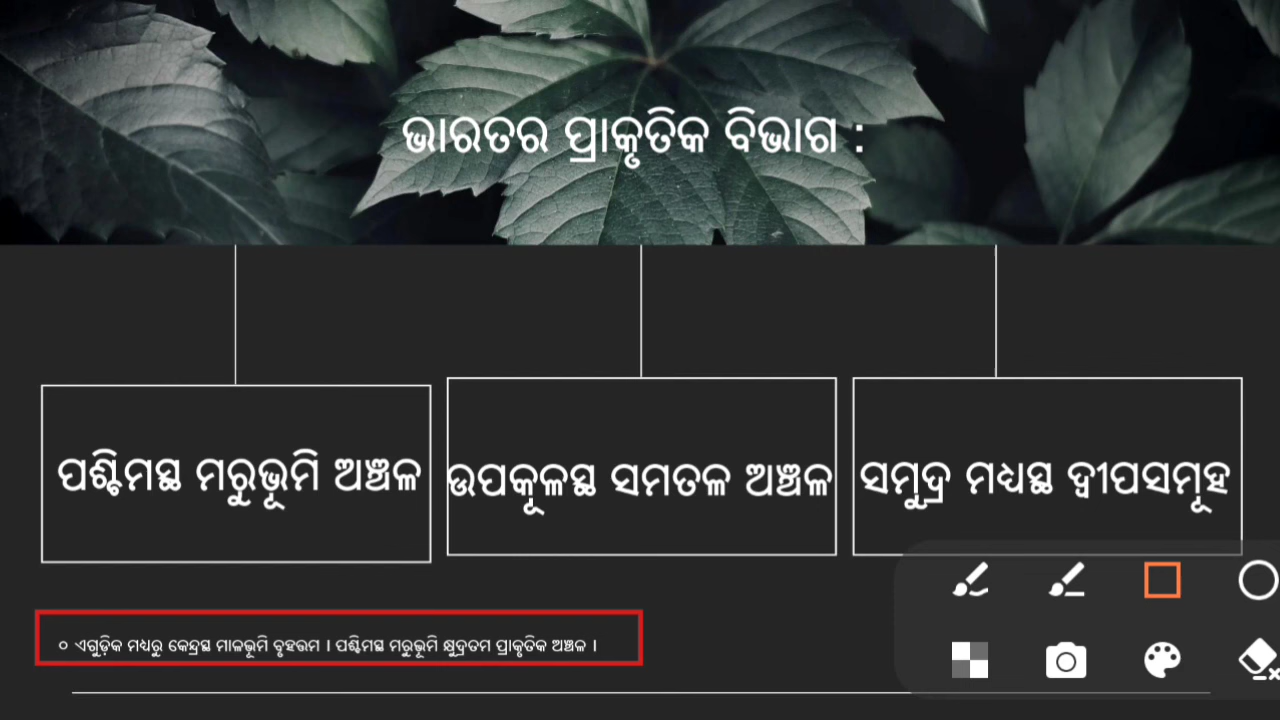 ଭାରତର ପ୍ରାକୃତିକ ବିଭାଗ :
ପଶ୍ଚିମସ୍ଥ ମରୁଭୂମି ଅଞ୍ଚଳ
ଉପକୂଳସ୍ଥ ସମତଳ ଅଞ୍ଚଳ
ସମୁଦ୍ର ମଧ୍ୟସ୍ଥ ଦ୍ୱୀପସମୂହ
୦ ଏଗୁଡ଼ିକ ମଧ୍ୟରୁ କେନ୍ଦ୍ରସ୍ଥ ମାଳଭୂମି ବୃହତ୍ତମ । ପଶ୍ଚିମସ୍ଥ ମରୁଭୂମି କ୍ଷୁଦ୍ରତମ ପ୍ରାକୃତିକ ଅଞ୍ଚଳ ।